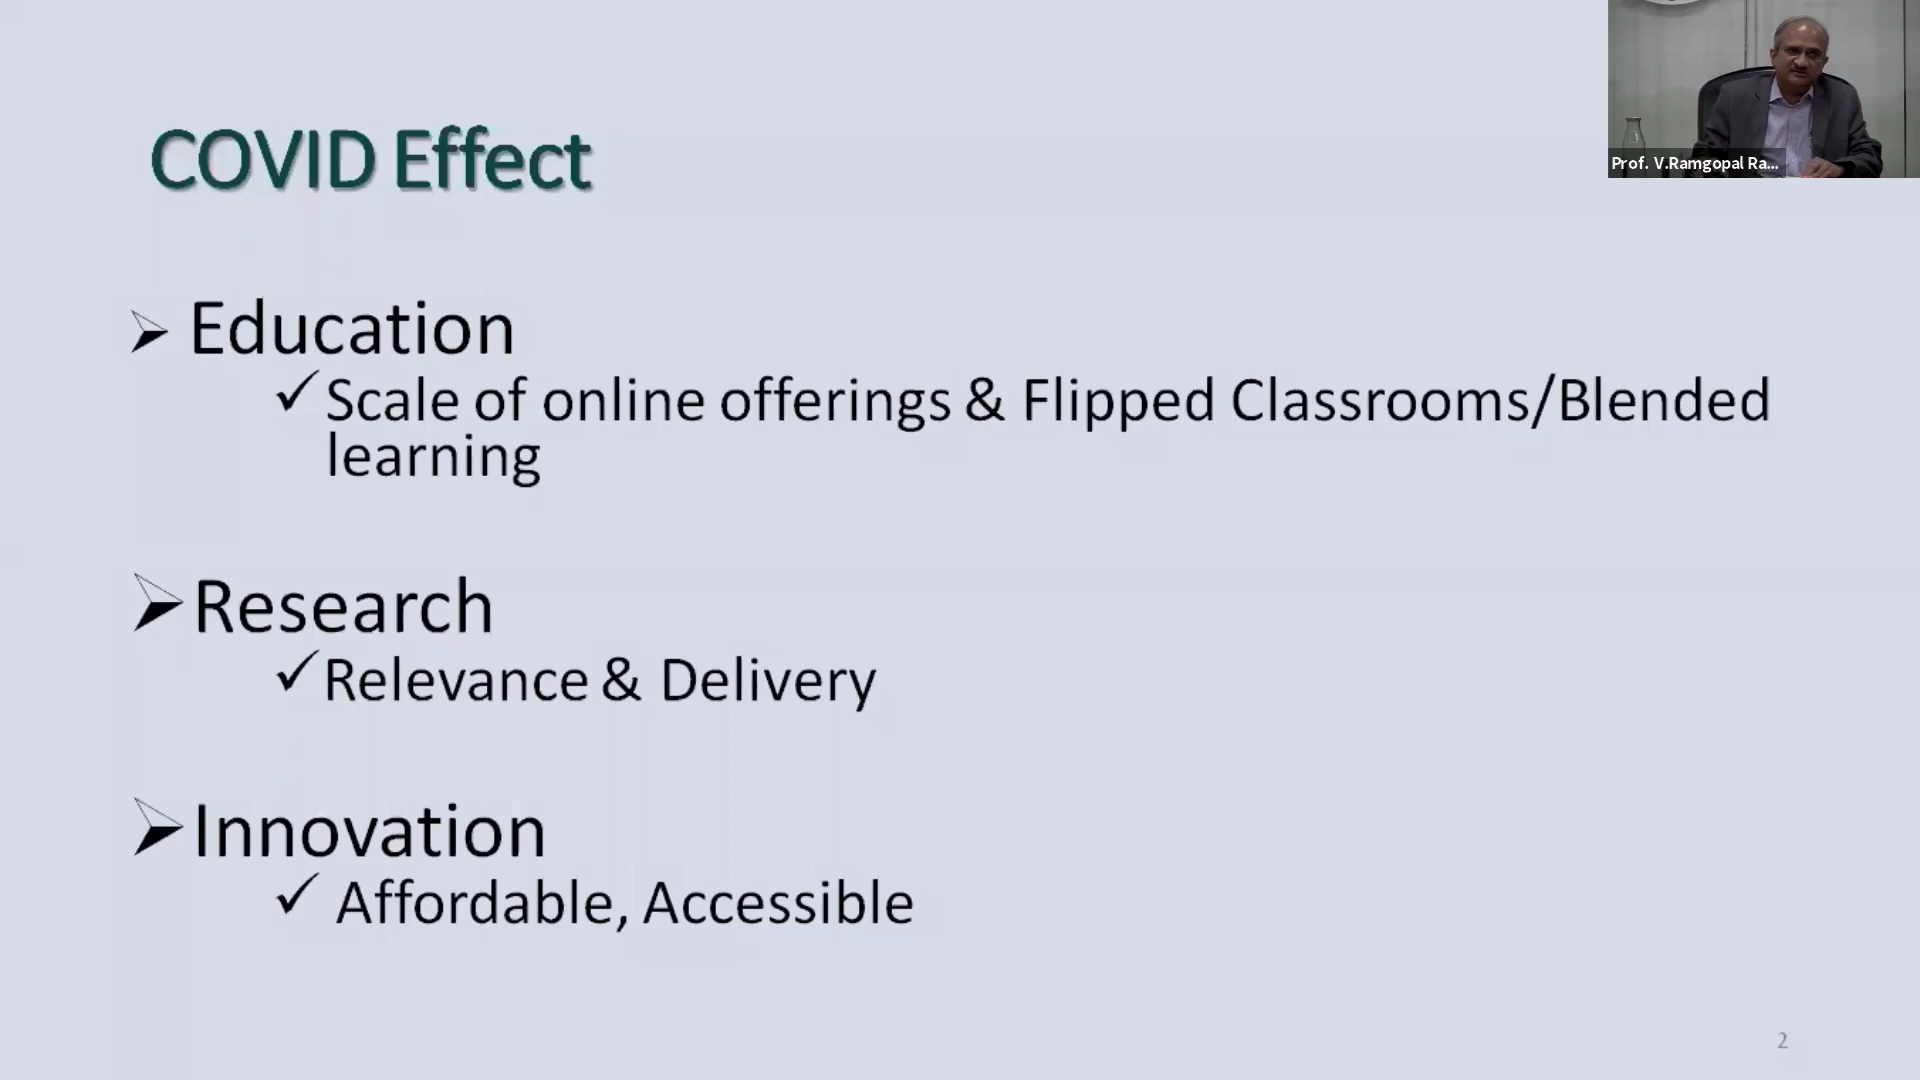 COVID Effect
Prof. V.Ramgopal Ra...
➢ Education
✓ Scale of online offerings & Flipped Classrooms/Blended
learning
➢ Research
✓ Relevance & Delivery
➢ Innovation
✓ Affordable, Accessible
2